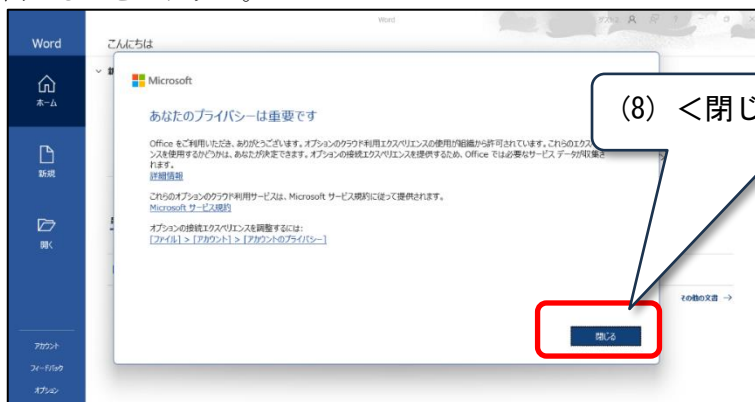 Word
Word
こんにちは
ホーム
新規
開く
アカウント
フィードバック
オプション
Microsoft
あなたのプライバシーは重要です
Office をご利用いただき、ありがとうございます。オプションのクラウド利用エクスペリエンスの使用が組織から許可されています。これらのエクス
ンスを使用するかどうかは、あなたが決定できます。オプションの接続エクスペリエンスを提供するため、Office では必要なサービス データが収集さ
れます。
詳細情報
これらのオプションのクラウド利用サービスは、Microsoft サービス規約に従って提供されます。
Microsoft サービス規約
オプションの接続エクスペリエンスを調整するには:
[ファイル] > [アカウント] > [アカウントのプライバシー]
閉じる
(8) <閉じ
その他の文書 →